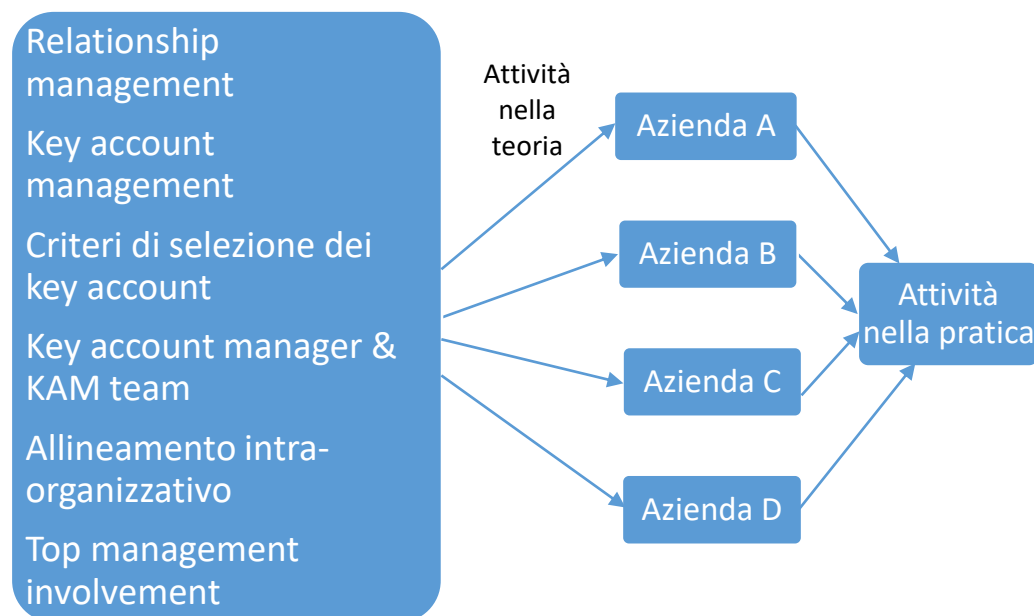 Relationship
management
Key account
management
Criteri di selezione dei
key account
Key account manager &
KAM team
Allineamento intra-
organizzativo
Top management
involvement
Attività
nella
teoria
Azienda A
Azienda B
Azienda C
Azienda D
Attività
nella pratica